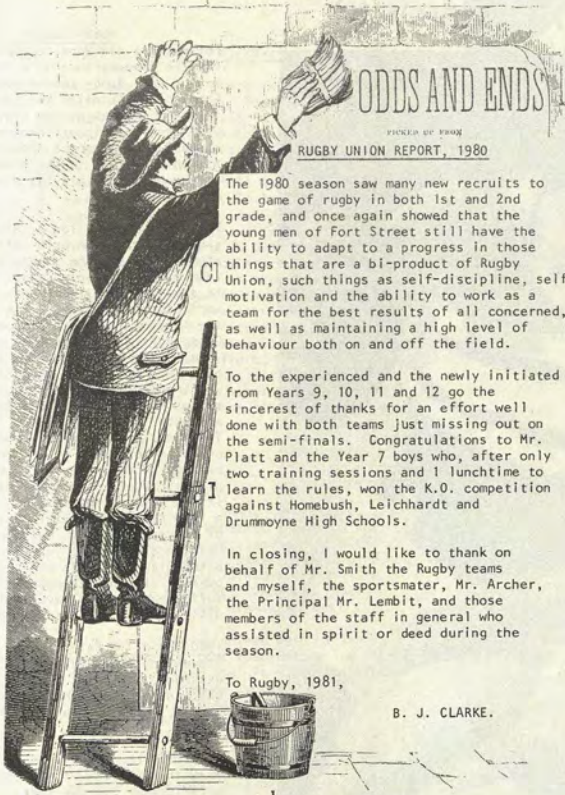 ODDS AND ENDS
PICKED UP FROM
RUGBY UNION REPORT, 1980
The 1980 season saw many new recruits to
the game of rugby in both 1st and 2nd
grade, and once again showed that the
young men of Fort Street still have the
ability to adapt to a progress in those
things that are a bi-product of Rugby
Union, such things as self-discipline, self
motivation and the ability to work as a
team for the best results of all concerned,
as well as maintaining a high level of
behaviour both on and off the field.
To the experienced and the newly initiated
from Years 9, 10, 11 and 12 go the
sincerest of thanks for an effort well
done with both teams just missing out on
the semi-finals. Congratulations to Mr.
Platt and the Year 7 boys who, after only
two training sessions and 1 lunchtime to
learn the rules, won the K.O. competition
against Homebush, Leichhardt and
Drummoyne High Schools.
In closing, I would like to thank on
behalf of Mr. Smith the Rugby teams
and myself, the sportsmater, Mr. Archer,
the Principal Mr. Lembit, and those
members of the staff in general who
assisted in spirit or deed during the
season.
To Rugby, 1981,
B. J. CLARKE.